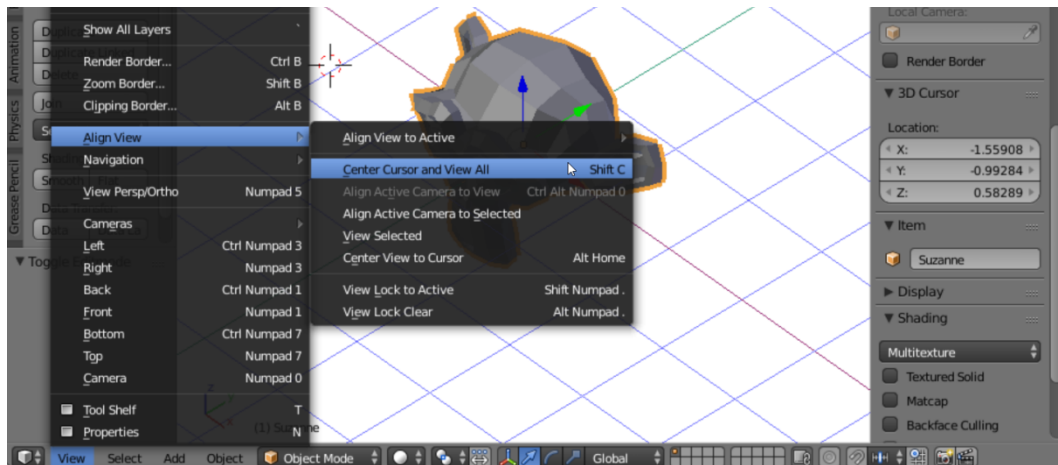 Animation
Physics
Grease Pencil
Show All Layers `
Render Border... Ctrl B
Zoom Border... Shift B
Clipping Border... Alt B
Align View
Navigation
View Persp/Ortho Numpad 5
Cameras
Left Ctrl Numpad 3
Right Numpad 3
Back Ctrl Numpad 1
Front Numpad 1
Bottom Ctrl Numpad 7
Top Numpad 7
Camera Numpad 0
Tool Shelf T
Properties N
Align View to Active
Center Cursor and View All Shift C
Align Active Camera to View Ctrl Alt Numpad 0
Align Active Camera to Selected
View Selected
Center View to Cursor Alt Home
View Lock to Active Shift Numpad .
View Lock Clear Alt Numpad .
Local Camera:
Render Border
3D Cursor
Location:
X: -1.55908
Y: -0.99284
Z: 0.58289
Item
Suzanne
Display
Shading
Multitexture
Textured Solid
Matcap
Backface Culling
View Select Add Object Object Mode Global